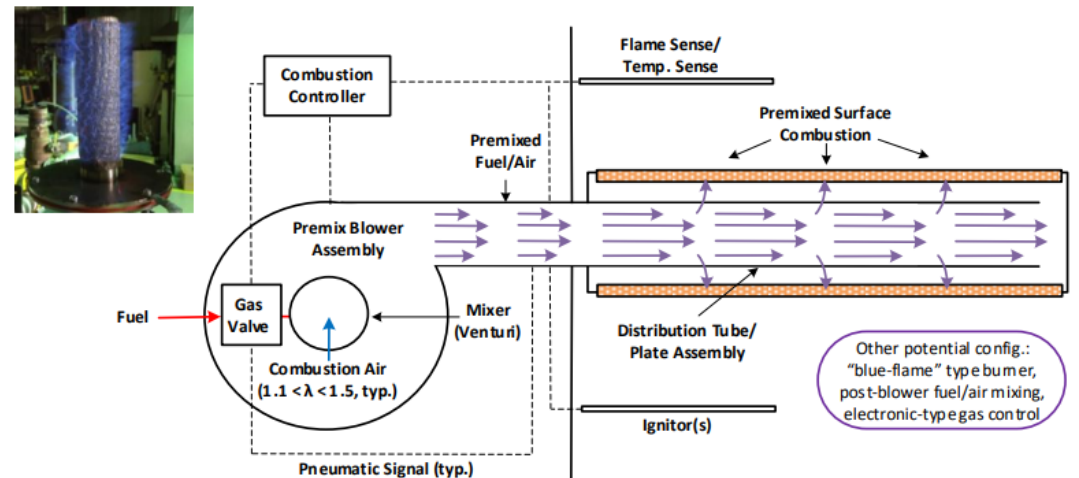 Combustion
Controller
Flame Sense/
Temp. Sense
Premixed Surface
Combustion
Premixed
Fuel/Air
Premix Blower
Assembly
Fuel
Gas
Valve
Mixer
(Venturi)
Combustion Air
(1.1 < λ < 1.5, typ.)
Distribution Tube/
Plate Assembly
Ignitor(s)
Pneumatic Signal (typ.)
Other potential config.:
“blue-flame” type burner,
post-blower fuel/air mixing,
electronic-type gas control